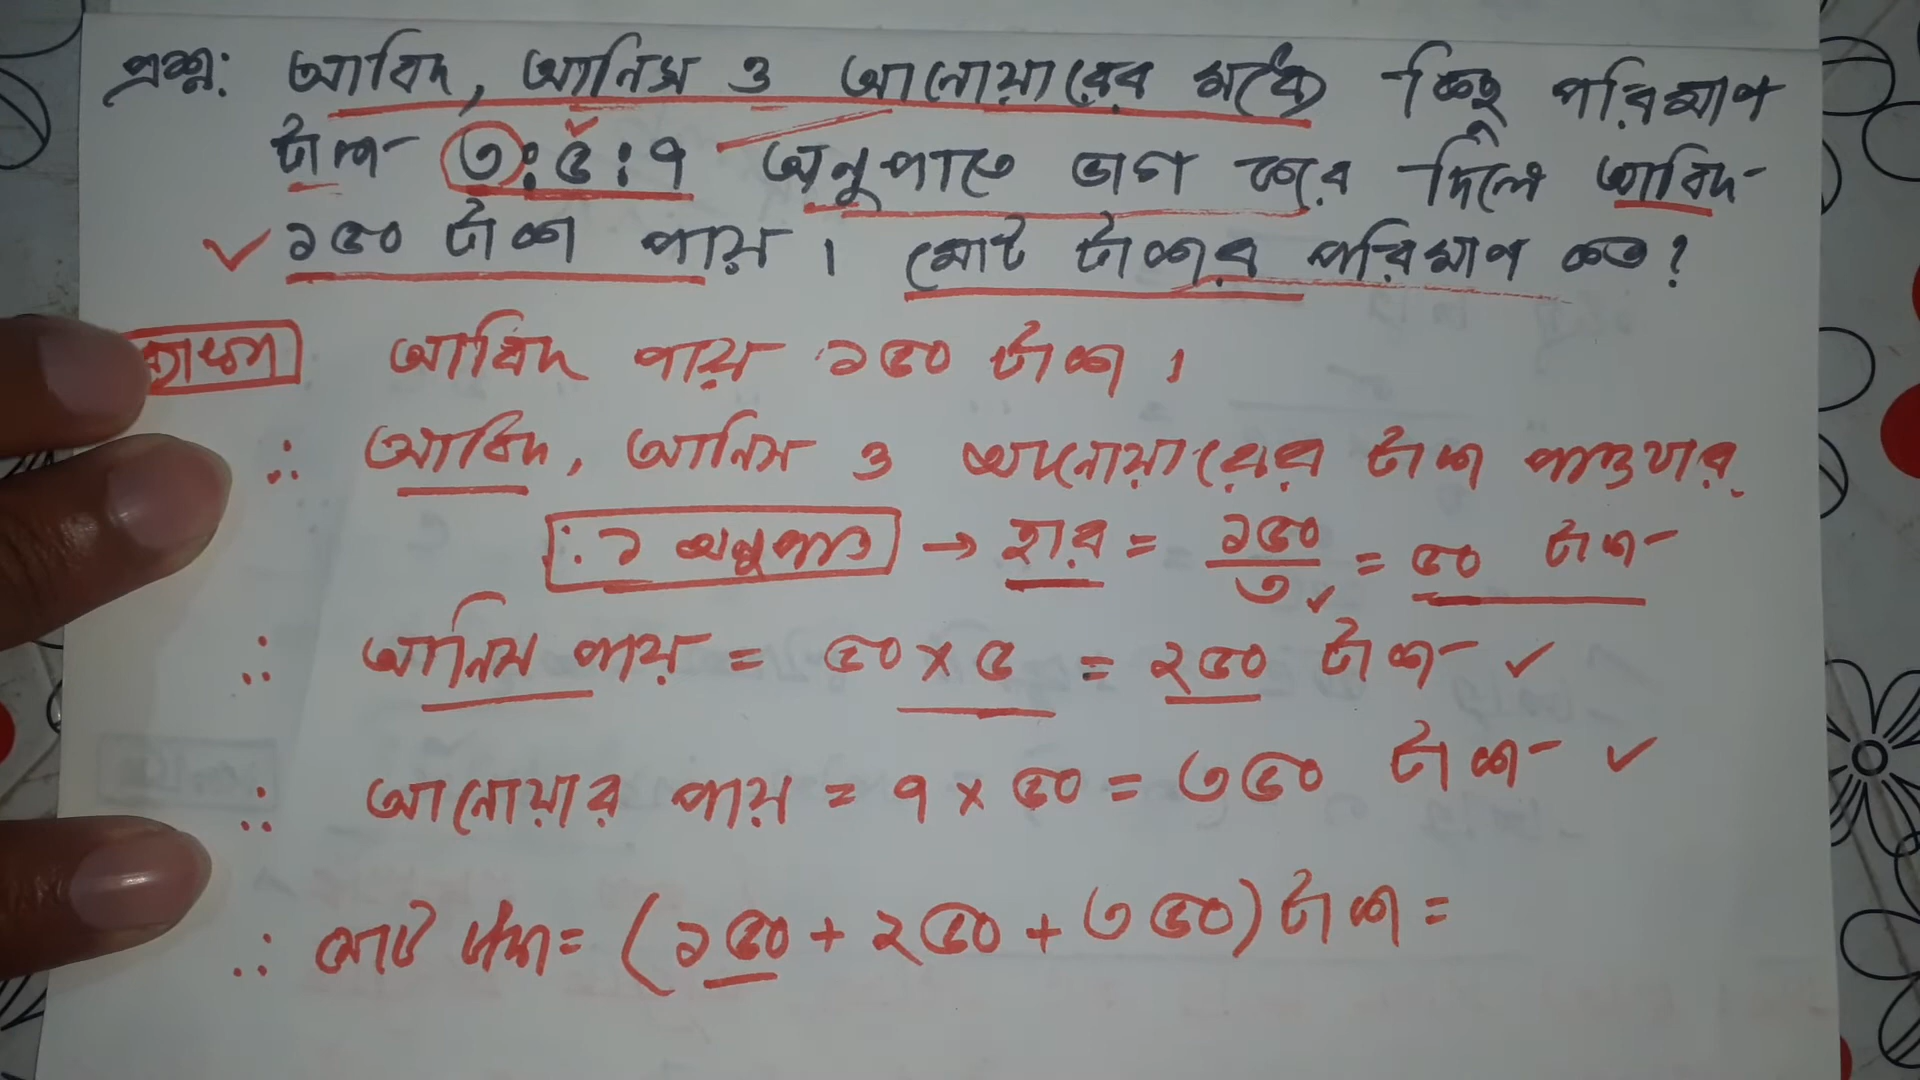 প্রশ্ন: আবিদ, আনিস ও আনোয়ারের মধ্যে কিছু পরিমাণ
টাকা ৩:৫:৭ অনুপাতে ভাগ করে দিলে আবিদ
১৫০ টাকা পায়। মোট টাকার পরিমাণ কত?
আবিদ পায় ১৫০ টাকা।
∴ আবিদ, আনিস ও আনোয়ারের টাকা পাওয়ার
∴ ১ অনুপাত → হার = ১৫০/৩ = ৫০ টাকা
∴ আনিস পায় = ৫০ × ৫ = ২৫০ টাকা
∴ আনোয়ার পায় = ৭ × ৫০ = ৩৫০ টাকা
∴ মোট টাকা = (১৫০ + ২৫০ + ৩৫০) টাকা =